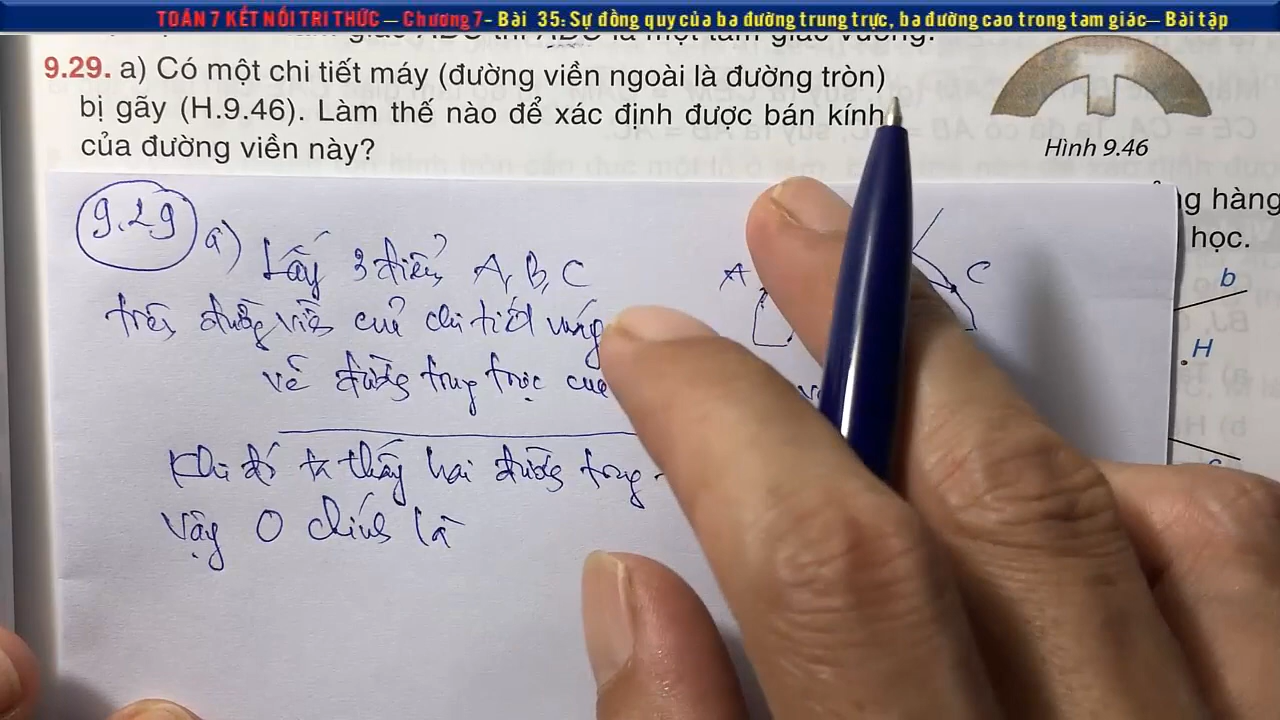 TOÁN 7 KẾT NỐI TRI THỨC – Chương 7- Bài 35: Sự đồng quy của ba đường trung trực, ba đường cao trong tam giác– Bài tập
9.29. a) Có một chi tiết máy (đường viền ngoài là đường tròn)
bị gãy (H.9.46). Làm thế nào để xác định được bán kính
của đường viền này?
Hình 9.46
9.29 a) Lấy 3 điểm A, B, C
trên đường viền của chi tiết máy
vẽ đường trung trực của
Khi đó ta thấy hai đường trung
Vậy O chính là
A
C
g hàng
học.
b
H